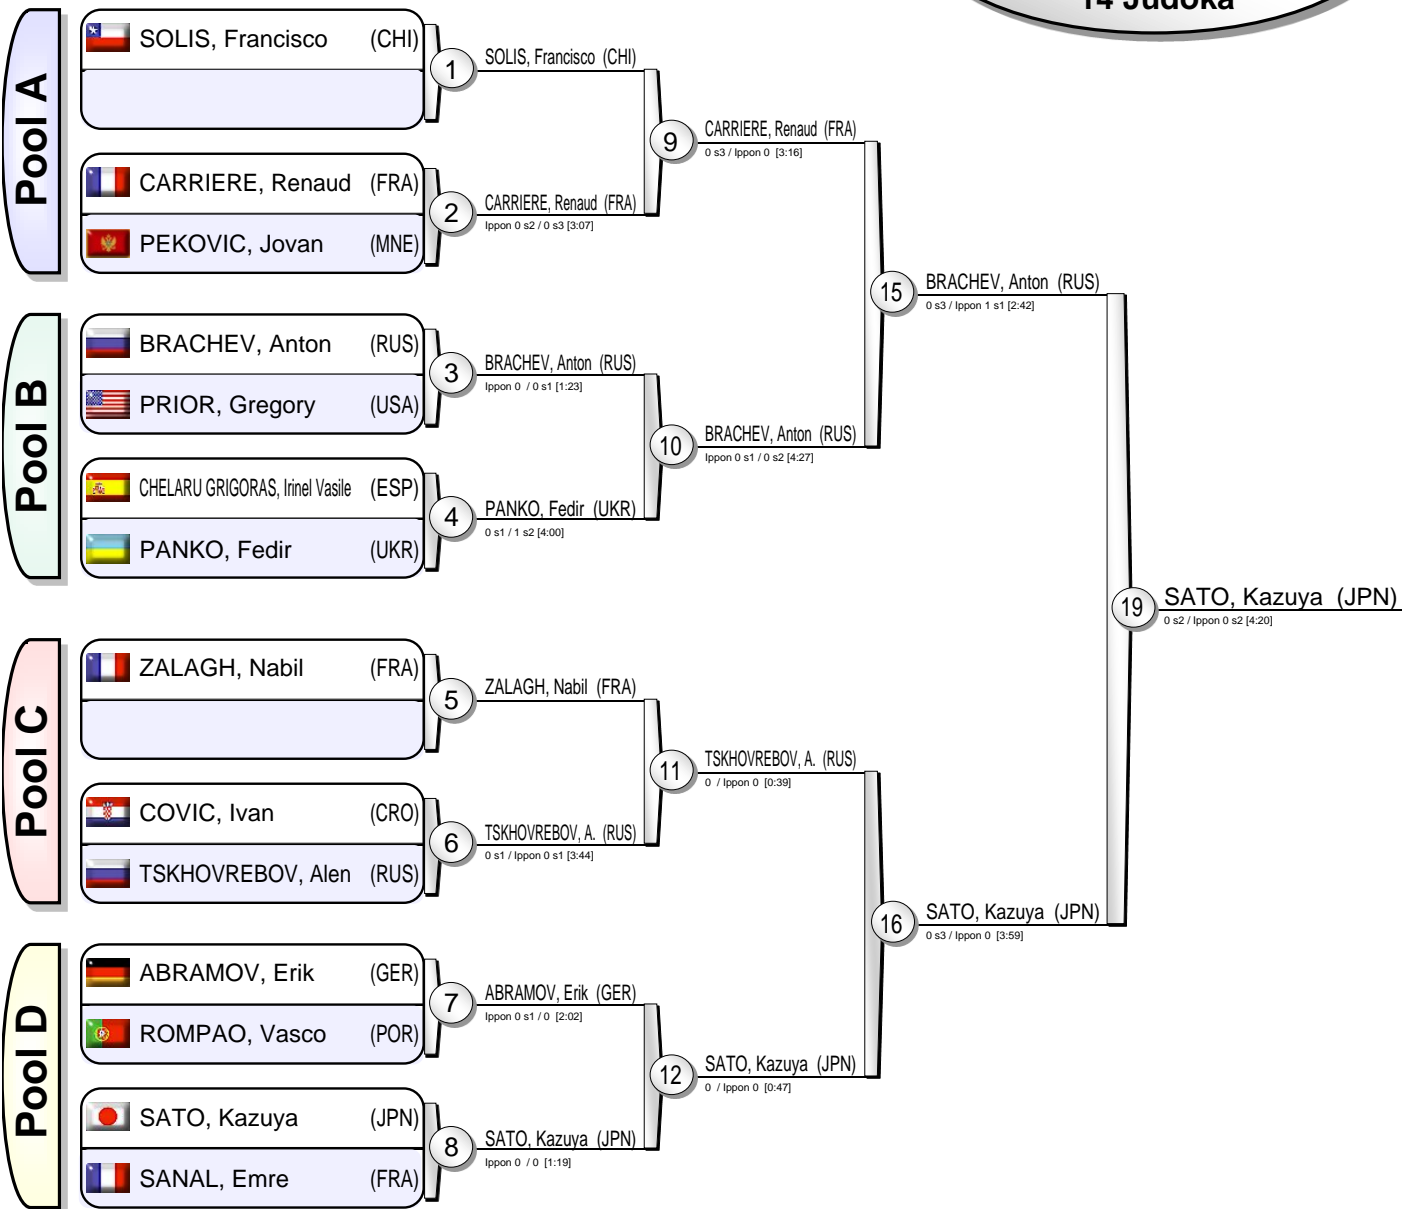 14 Judoka
Pool A
SOLIS, Francisco (CHI)
1
SOLIS, Francisco (CHI)
CARRIERE, Renaud (FRA)
PEKOVIC, Jovan (MNE)
2
CARRIERE, Renaud (FRA)
Ippon 0 s2 / 0 s3 [3:07]
9
CARRIERE, Renaud (FRA)
0 s3 / Ippon 0 [3:16]
Pool B
BRACHEV, Anton (RUS)
PRIOR, Gregory (USA)
3
BRACHEV, Anton (RUS)
Ippon 0 / 0 s1 [1:23]
CHELARU GRIGORAS, Irinel Vasile (ESP)
PANKO, Fedir (UKR)
4
PANKO, Fedir (UKR)
0 s1 / 1 s2 [4:00]
10
BRACHEV, Anton (RUS)
Ippon 0 s1 / 0 s2 [4:27]
15
BRACHEV, Anton (RUS)
0 s3 / Ippon 1 s1 [2:42]
Pool C
ZALAGH, Nabil (FRA)
5
ZALAGH, Nabil (FRA)
COVIC, Ivan (CRO)
TSKHOVREBOV, Alen (RUS)
6
TSKHOVREBOV, A. (RUS)
0 s1 / Ippon 0 s1 [3:44]
11
TSKHOVREBOV, A. (RUS)
0 / Ippon 0 [0:39]
Pool D
ABRAMOV, Erik (GER)
ROMPAO, Vasco (POR)
7
ABRAMOV, Erik (GER)
Ippon 0 s1 / 0 [2:02]
SATO, Kazuya (JPN)
SANAL, Emre (FRA)
8
SATO, Kazuya (JPN)
Ippon 0 / 0 [1:19]
12
SATO, Kazuya (JPN)
0 / Ippon 0 [0:47]
16
SATO, Kazuya (JPN)
0 s3 / Ippon 0 [3:59]
19
SATO, Kazuya (JPN)
0 s2 / Ippon 0 s2 [4:20]